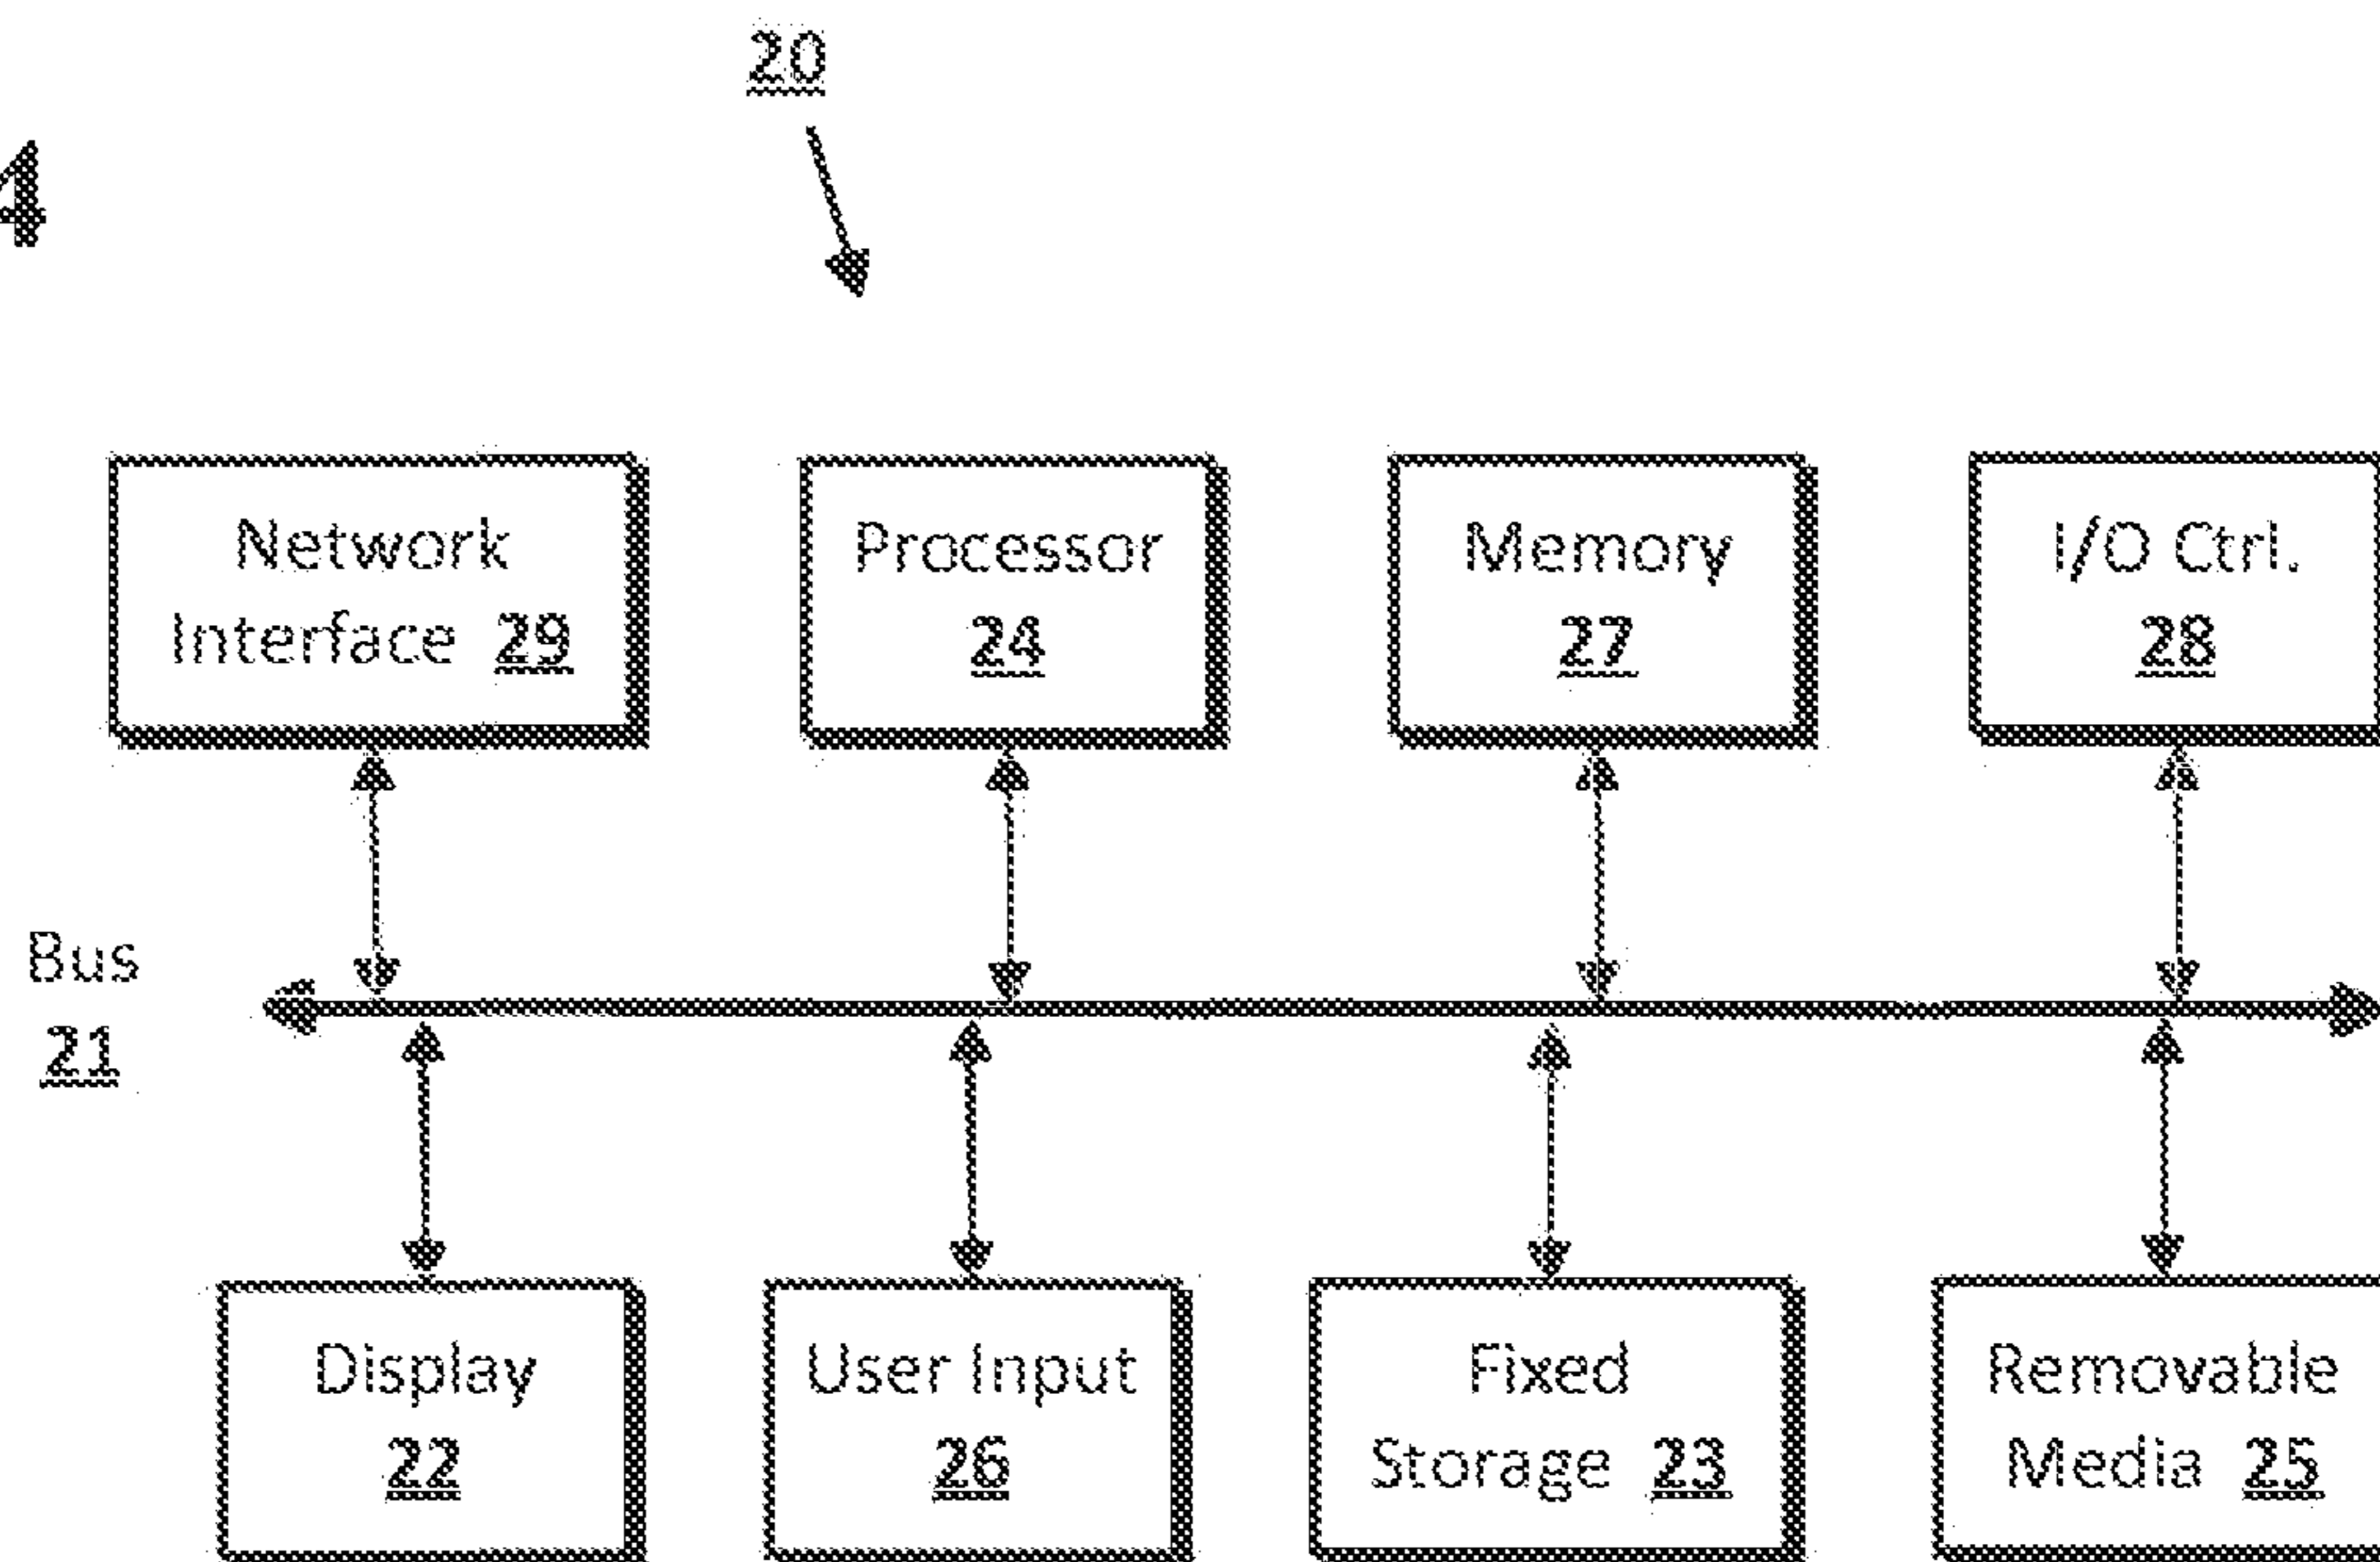 20
4
Network
Interface 29
Processor
24
Memory
27
I/O Ctrl.
28
Bus
21
Display
22
User Input
26
Fixed
Storage 23
Removable
Media 25